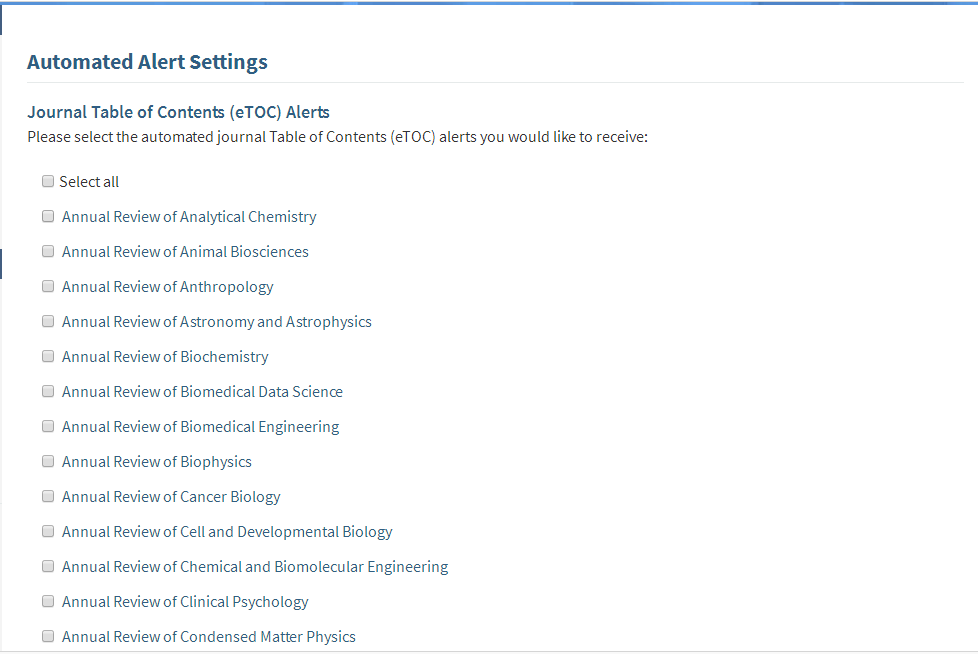 Automated Alert Settings
Journal Table of Contents (eTOC) Alerts
Please select the automated journal Table of Contents (eTOC) alerts you would like to receive:
Select all
Annual Review of Analytical Chemistry
Annual Review of Animal Biosciences
Annual Review of Anthropology
Annual Review of Astronomy and Astrophysics
Annual Review of Biochemistry
Annual Review of Biomedical Data Science
Annual Review of Biomedical Engineering
Annual Review of Biophysics
Annual Review of Cancer Biology
Annual Review of Cell and Developmental Biology
Annual Review of Chemical and Biomolecular Engineering
Annual Review of Clinical Psychology
Annual Review of Condensed Matter Physics